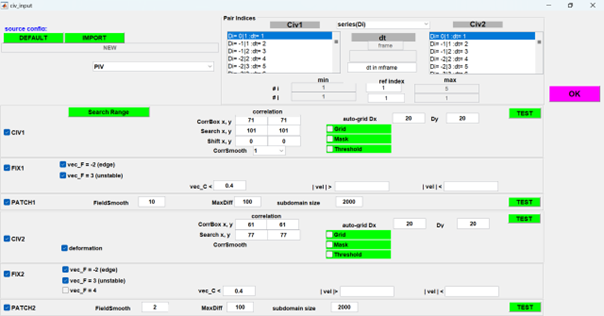 civ_input
source config:
DEFAULT IMPORT
NEW
PIV
Pair Indices
Civ1 series(Di) Civ2
Di= 0|1 :dt= 1
Di= -1|1 :dt= 2
Di= -1|2 :dt= 3
Di= -2|2 :dt= 4
Di= -2|3 :dt= 5
dt
frame
dt in mframe
Di= 0|1 :dt= 1
Di= -1|1 :dt= 2
Di= -1|2 :dt= 3
Di= -2|2 :dt= 4
Di= -2|3 :dt= 5
min ref index max
# i 1 1 5
# j 1 1 1
OK
Search Range
correlation
CIV1
CorrBox x, y 71 71
Search x, y 101 101
Shift x, y 0 0
CorrSmooth 1
auto-grid Dx 20 Dy 20
Grid
Mask
Threshold
TEST
FIX1
vec_F = -2 (edge)
vec_F = 3 (unstable)
vec_C < 0.4 | vel |> | vel | <
PATCH1 FieldSmooth 10 MaxDiff 100 subdomain size 2000 TEST
correlation
CIV2
deformation
CorrBox x, y 61 61
Search x, y 77 77
CorrSmooth
auto-grid Dx 20 Dy 20
Grid
Mask
Threshold
TEST
FIX2
vec_F = -2 (edge)
vec_F = 3 (unstable)
vec_F = 4
vec_C < 0.4 | vel |> | vel | <
PATCH2 FieldSmooth 2 MaxDiff 100 subdomain size 2000 TEST